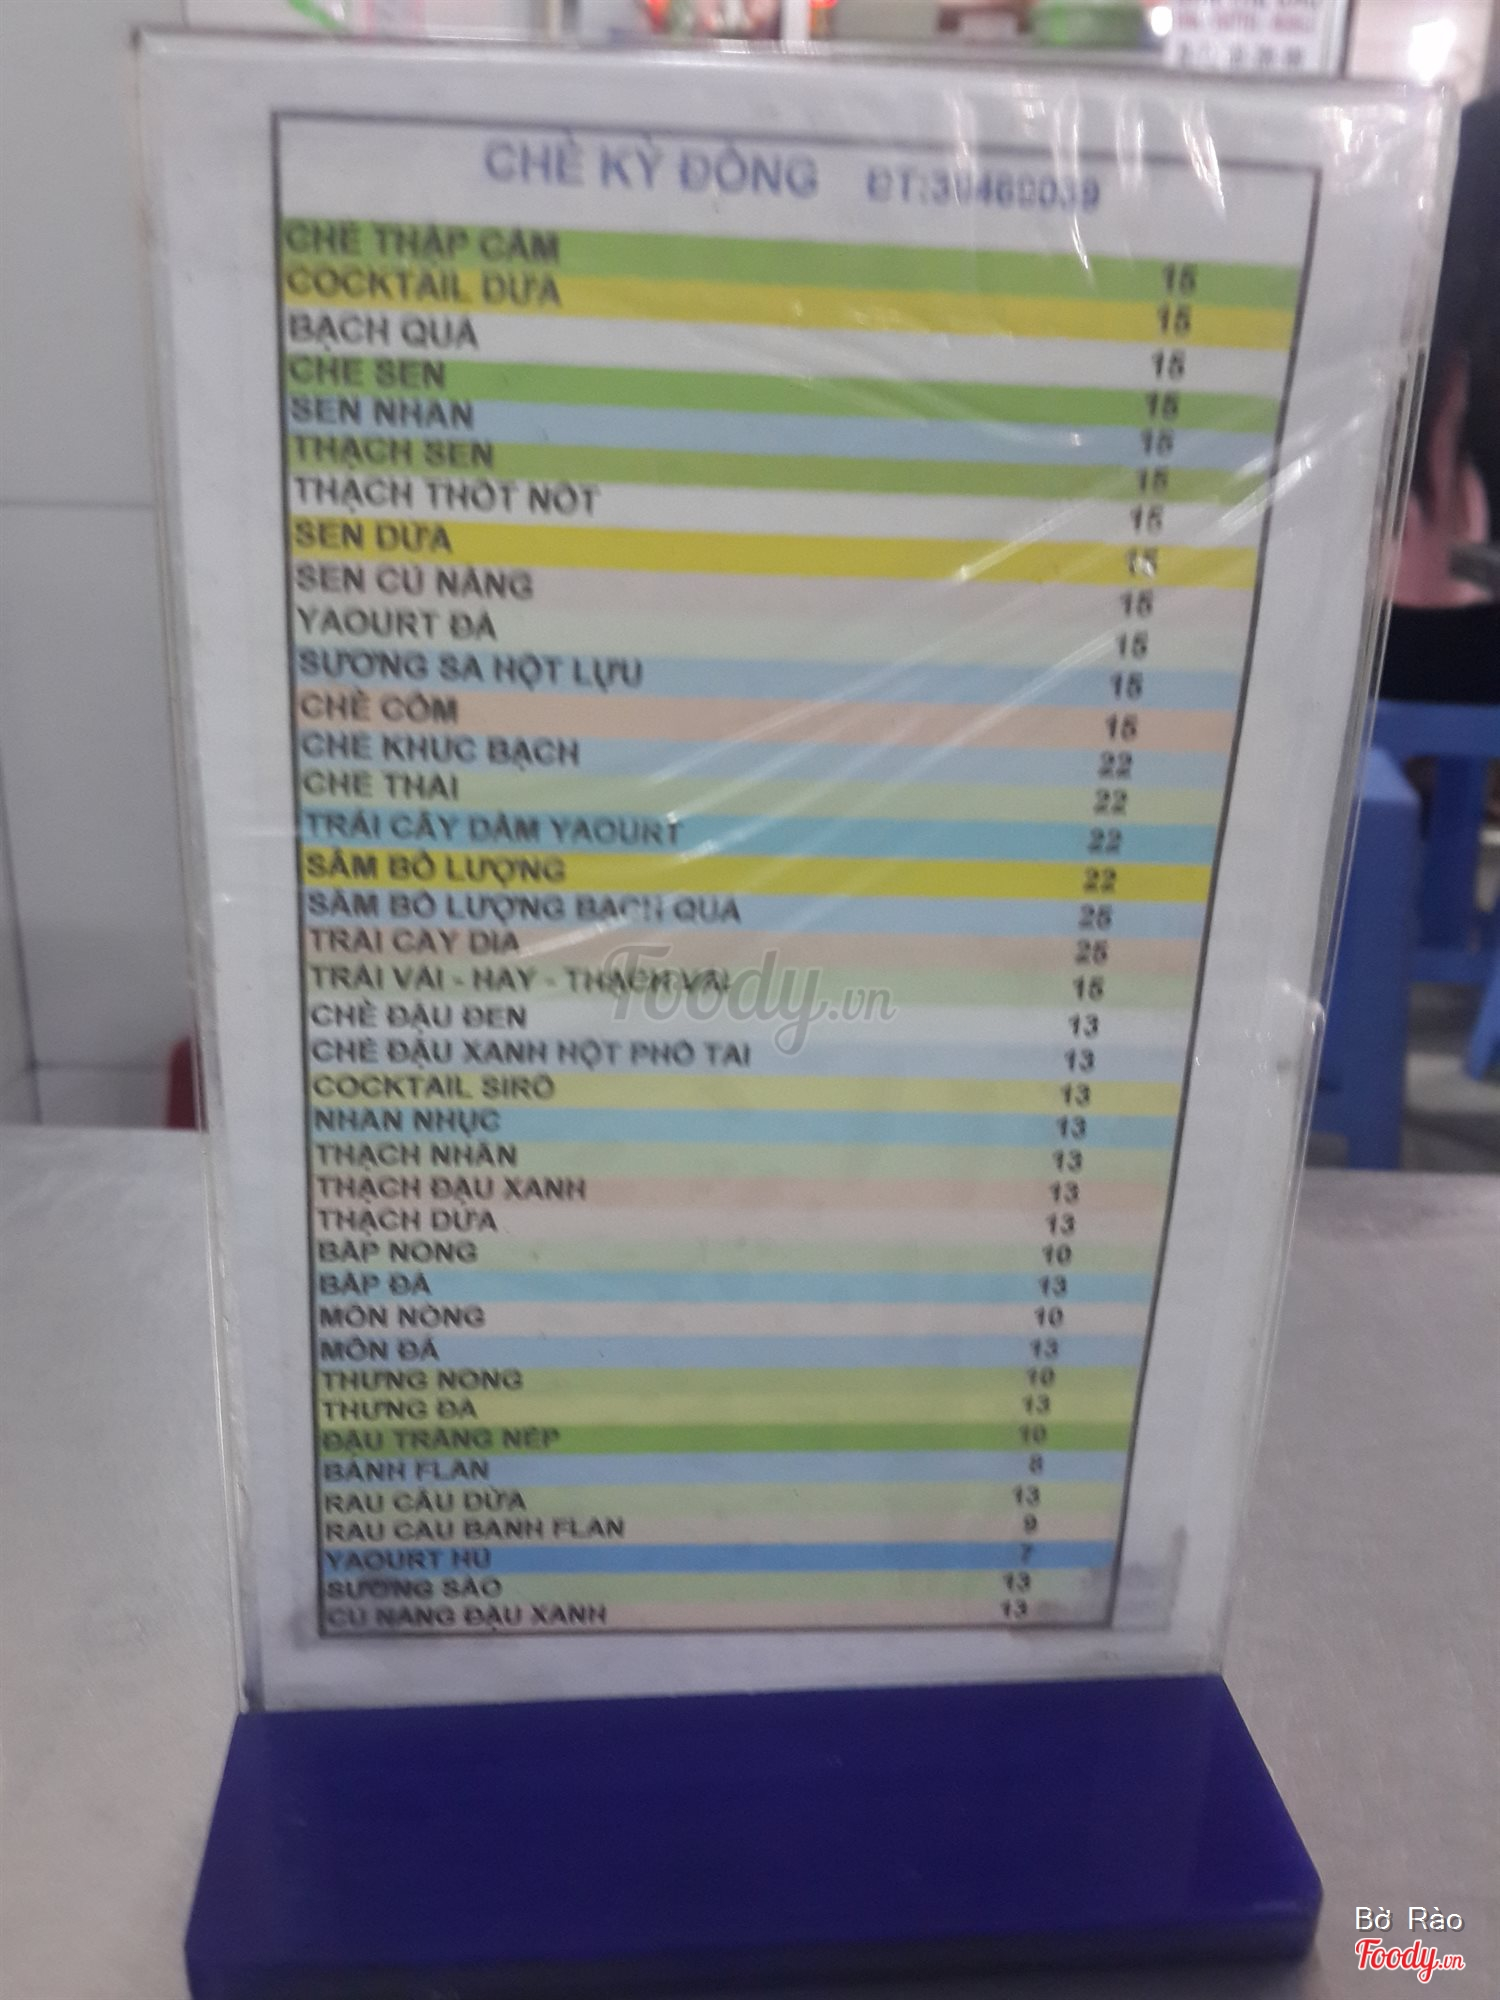 CHÈ KỲ ĐỒNG ĐT:
CHÈ THẬP CẨM 15
COCKTAIL DỪA 15
BẠCH QUẢ 15
CHÈ SEN 15
SEN NHÃN 15
THẠCH SEN 15
THẠCH THỐT NỐT 15
SEN DỪA 15
SEN CỦ NĂNG 15
YAOURT ĐÁ 15
SƯƠNG SA HỘT LỰU 15
CHÈ CỐM 15
CHÈ KHÚC BẠCH 22
CHÈ THÁI 22
TRÁI CÂY DẦM YAOURT 22
SÂM BỔ LƯỢNG 22
SÂM BỔ LƯỢNG BẠCH QUẢ 25
TRÁI CÂY DĨA 25
TRÁI VẢI - HAY - THẠCH VẢI 15
CHÈ ĐẬU ĐEN 13
CHÈ ĐẬU XANH HỘT PHỔ TAI 13
COCKTAIL SIRÔ 13
NHÃN NHỤC 13
THẠCH NHÃN 13
THẠCH ĐẬU XANH 13
THẠCH DỪA 13
BẮP NÓNG 10
BẮP ĐÁ 13
MÔN NÓNG 10
MÔN ĐÁ 13
THƯNG NÓNG 10
THƯNG ĐÁ 13
ĐẬU TRẮNG NẾP 10
BÁNH FLAN 8
RAU CÂU DỪA 13
RAU CÂU BÁNH FLAN 9
YAOURT HỦ 7
SƯƠNG SÁO 13
CỦ NĂNG ĐẬU XANH 13
Foody.vn
Bờ Rào
Foody.vn